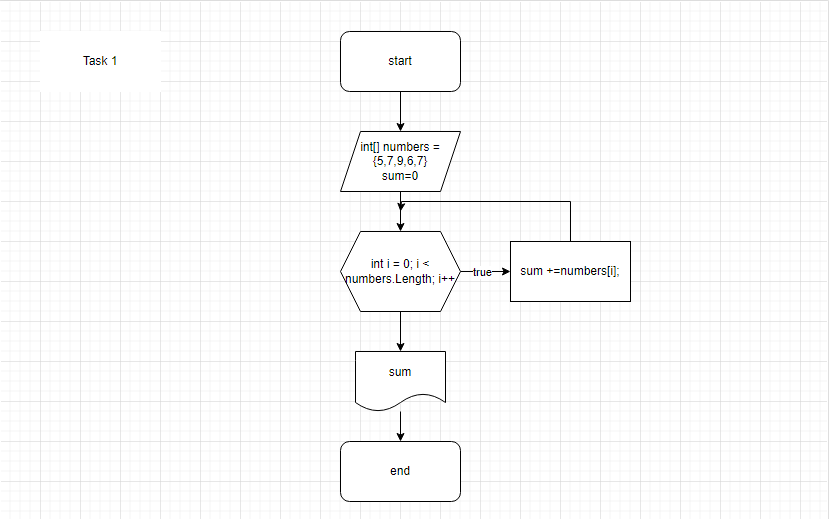 Task 1
start
int[] numbers =
{5,7,9,6,7}
sum=0
int i = 0; i <
numbers.Length; i++
true
sum +=numbers[i];
sum
end